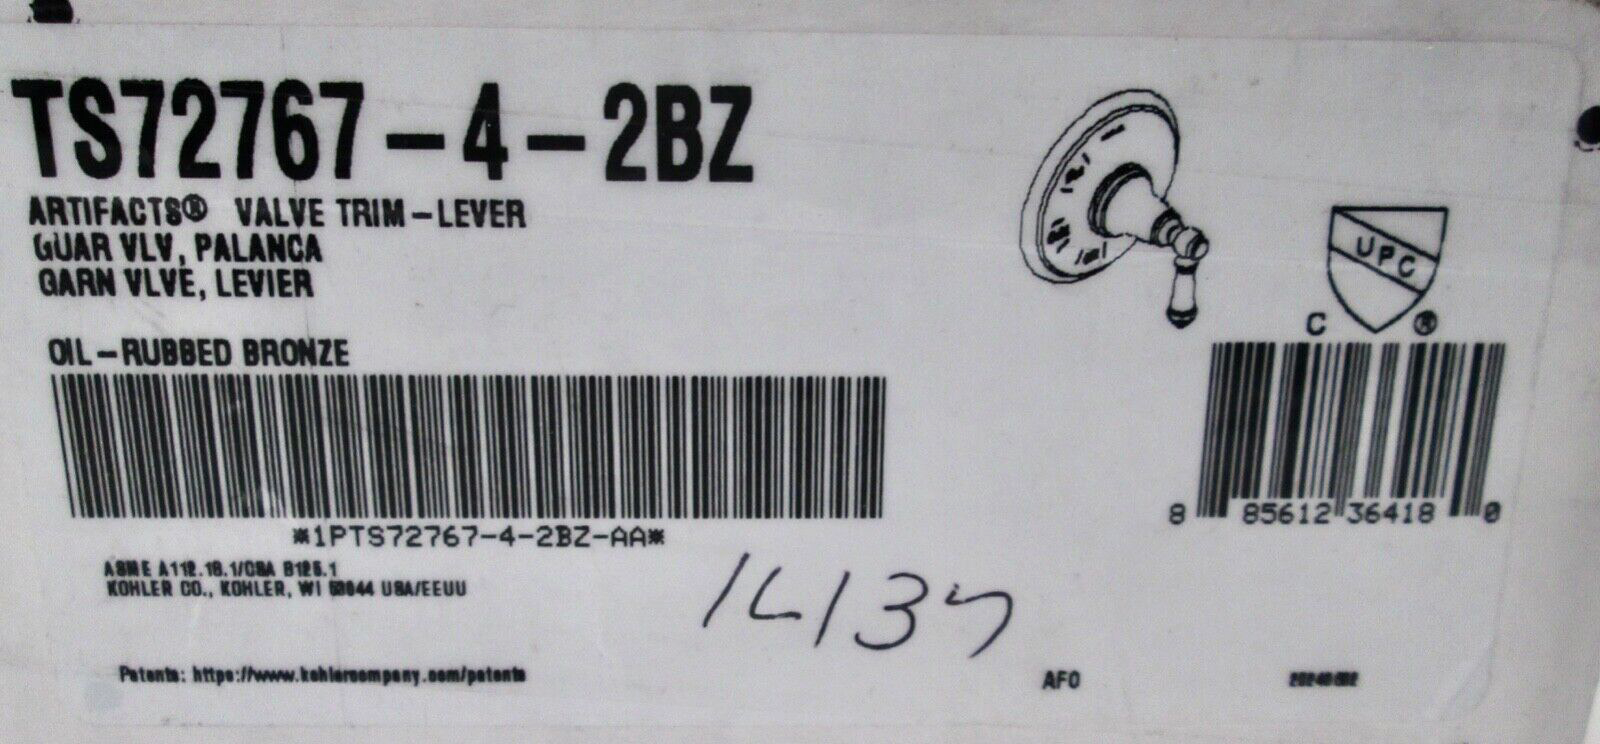 TS72767-4-2BZ
ARTIFACTS® VALVE TRIM-LEVER
GUAR VLV, PALANCA
GARN VLVE, LEVIER
OIL-RUBBED BRONZE
UPC
C ®
*1PTS72767-4-2BZ-AA*
8 85612 36418 0
ASME A112.18.1/CSA B125.1
KOHLER CO., KOHLER, WI 53044 USA/EEUU
Patents: https://www.kohlercompany.com/patents
AFO